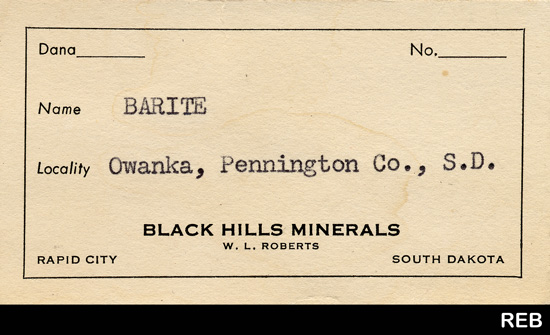 Dana No.
Name BARITE
Locality Owanka, Pennington Co., S.D.
BLACK HILLS MINERALS
W. L. ROBERTS
RAPID CITY SOUTH DAKOTA
REB